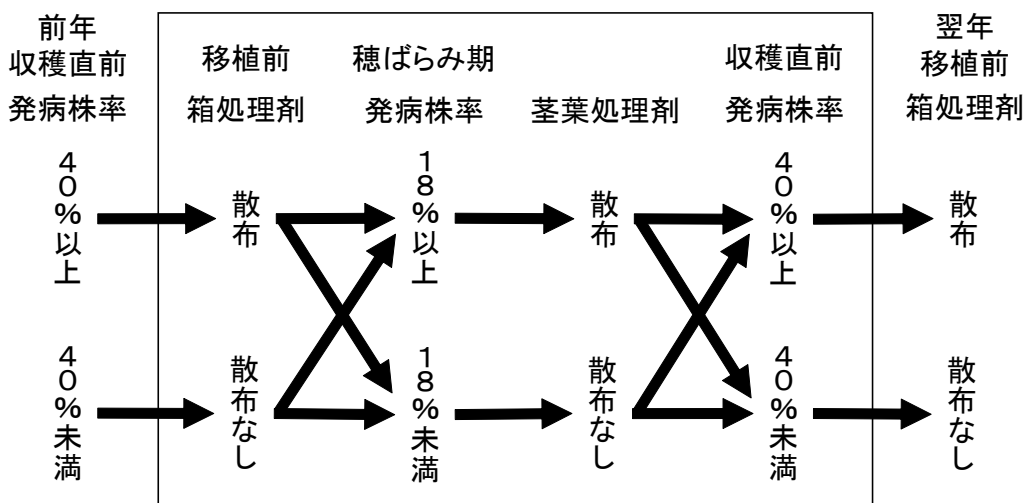 前年
収穫直前
発病株率
移植前
箱処理剤
穂ばらみ期
発病株率
茎葉処理剤
収穫直前
発病株率
翌年
移植前
箱処理剤
40%以上
散布
18%以上
散布
40%以上
散布
40%未満
散布なし
18%未満
散布なし
40%未満
散布なし